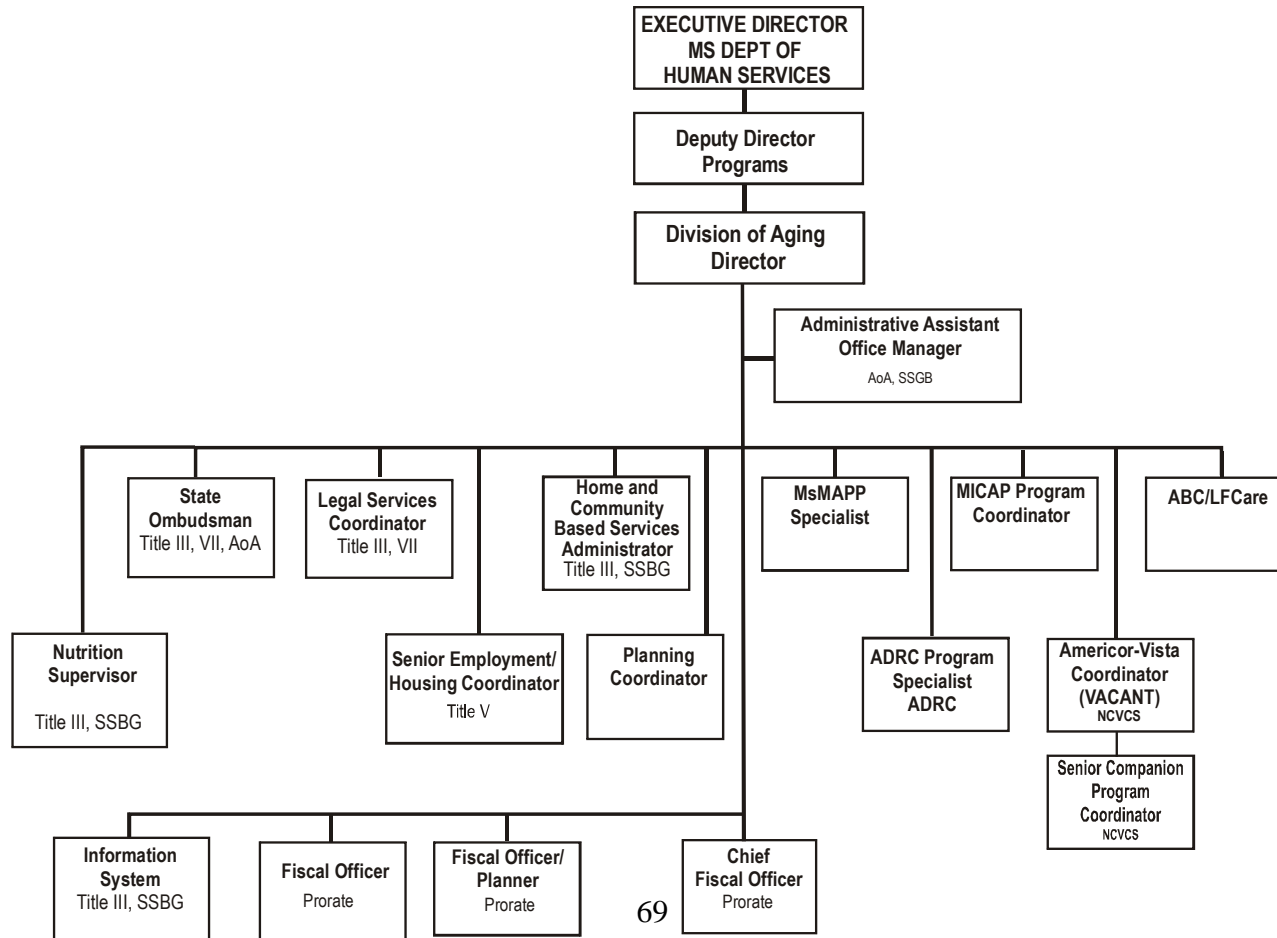 EXECUTIVE DIRECTOR
MS DEPT OF
HUMAN SERVICES
Deputy Director
Programs
Division of Aging
Director
Administrative Assistant
Office Manager
AoA, SSGB
State
Ombudsman
Title III, VII, AoA
Legal Services
Coordinator
Title III, VII
Home and
Community
Based Services
Administrator
Title III, SSBG
MsMAPP
Specialist
MICAP Program
Coordinator
ABC/LFCare
Nutrition
Supervisor
Title III, SSBG
Senior Employment/
Housing Coordinator
Title V
Planning
Coordinator
ADRC Program
Specialist
ADRC
Americor-Vista
Coordinator
(VACANT)
NCVCS
Senior Companion
Program
Coordinator
NCVCS
Information
System
Title III, SSBG
Fiscal Officer
Prorate
Fiscal Officer/
Planner
Prorate
Chief
Fiscal Officer
Prorate
69